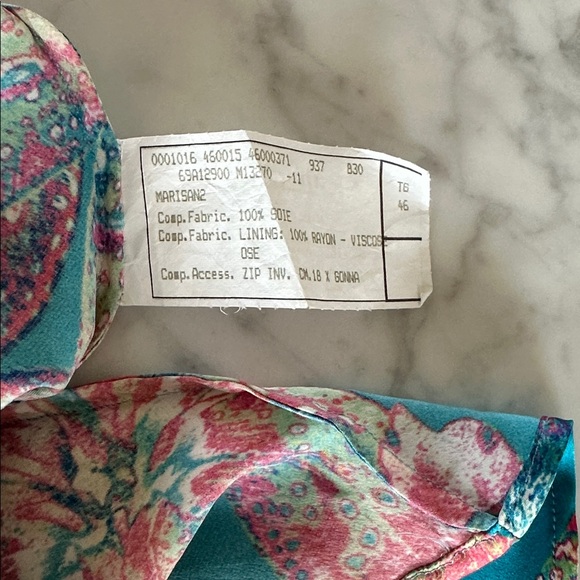 0001016 460015 46000371 937 830
69A12900 M13270 -11
MARISAN2
TG
46
Comp.Fabric. 100% SOIE
Comp.Fabric. LINING: 100% RAYON - VISCOSE
OSE
Comp.Access. ZIP INV. CM.18 X GONNA